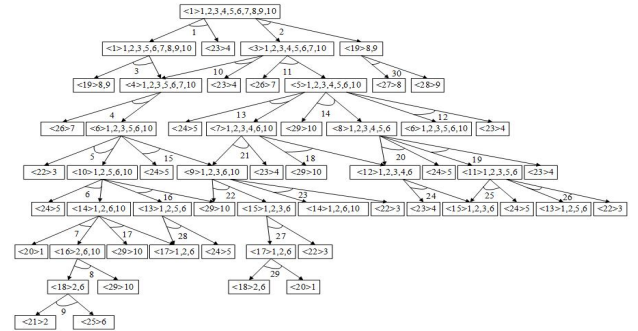 <1>1,2,3,4,5,6,7,8,9,10
1 2
<1>1,2,3,5,6,7,8,9,10 <23>4 <3>1,2,3,4,5,6,7,10 <19>8,9
3 10 11 30
<19>8,9 <4>1,2,3,5,6,7,10 <23>4 <26>7 <5>1,2,3,4,5,6,10 <27>8 <28>9
4 13 14 12
<26>7 <6>1,2,3,5,6,10 <24>5 <7>1,2,3,4,6,10 <29>10 <8>1,2,3,4,5,6 <6>1,2,3,5,6,10 <23>4
5 15 21 18 20 19
<22>3 <10>1,2,5,6,10 <24>5 <9>1,2,3,6,10 <23>4 <29>10 <12>1,2,3,4,6 <24>5 <11>1,2,3,5,6 <23>4
6 16 22 23 24 25 26
<24>5 <14>1,2,6,10 <13>1,2,5,6 <29>10 <15>1,2,3,6 <14>1,2,6,10 <22>3 <23>4 <15>1,2,3,6 <24>5 <13>1,2,5,6 <22>3
7 17 28 27
<20>1 <16>2,6,10 <29>10 <17>1,2,6 <24>5 <17>1,2,6 <22>3
8 29
<18>2,6 <29>10 <18>2,6 <20>1
9
<21>2 <25>6